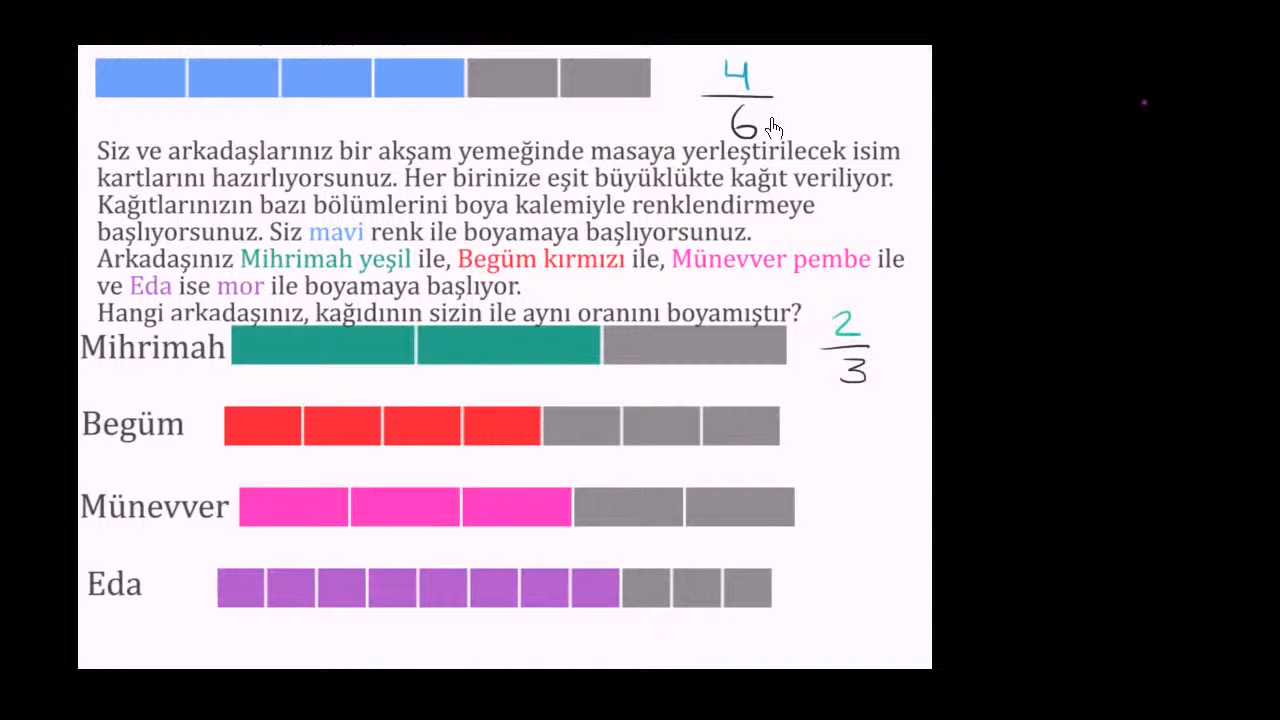 4
6
Siz ve arkadaşlarınız bir akşam yemeğinde masaya yerleştirilecek isim
kartlarını hazırlıyorsunuz. Her birinize eşit büyüklükte kağıt veriliyor.
Kağıtlarınızın bazı bölümlerini boya kalemiyle renklendirmeye
başlıyorsunuz. Siz mavi renk ile boyamaya başlıyorsunuz.
Arkadaşınız Mihrimah yeşil ile, Begüm kırmızı ile, Münevver pembe ile
ve Eda ise mor ile boyamaya başlıyor.
Hangi arkadaşınız, kağıdının sizin ile aynı oranını boyamıştır?
Mihrimah
2
3
Begüm
Münevver
Eda